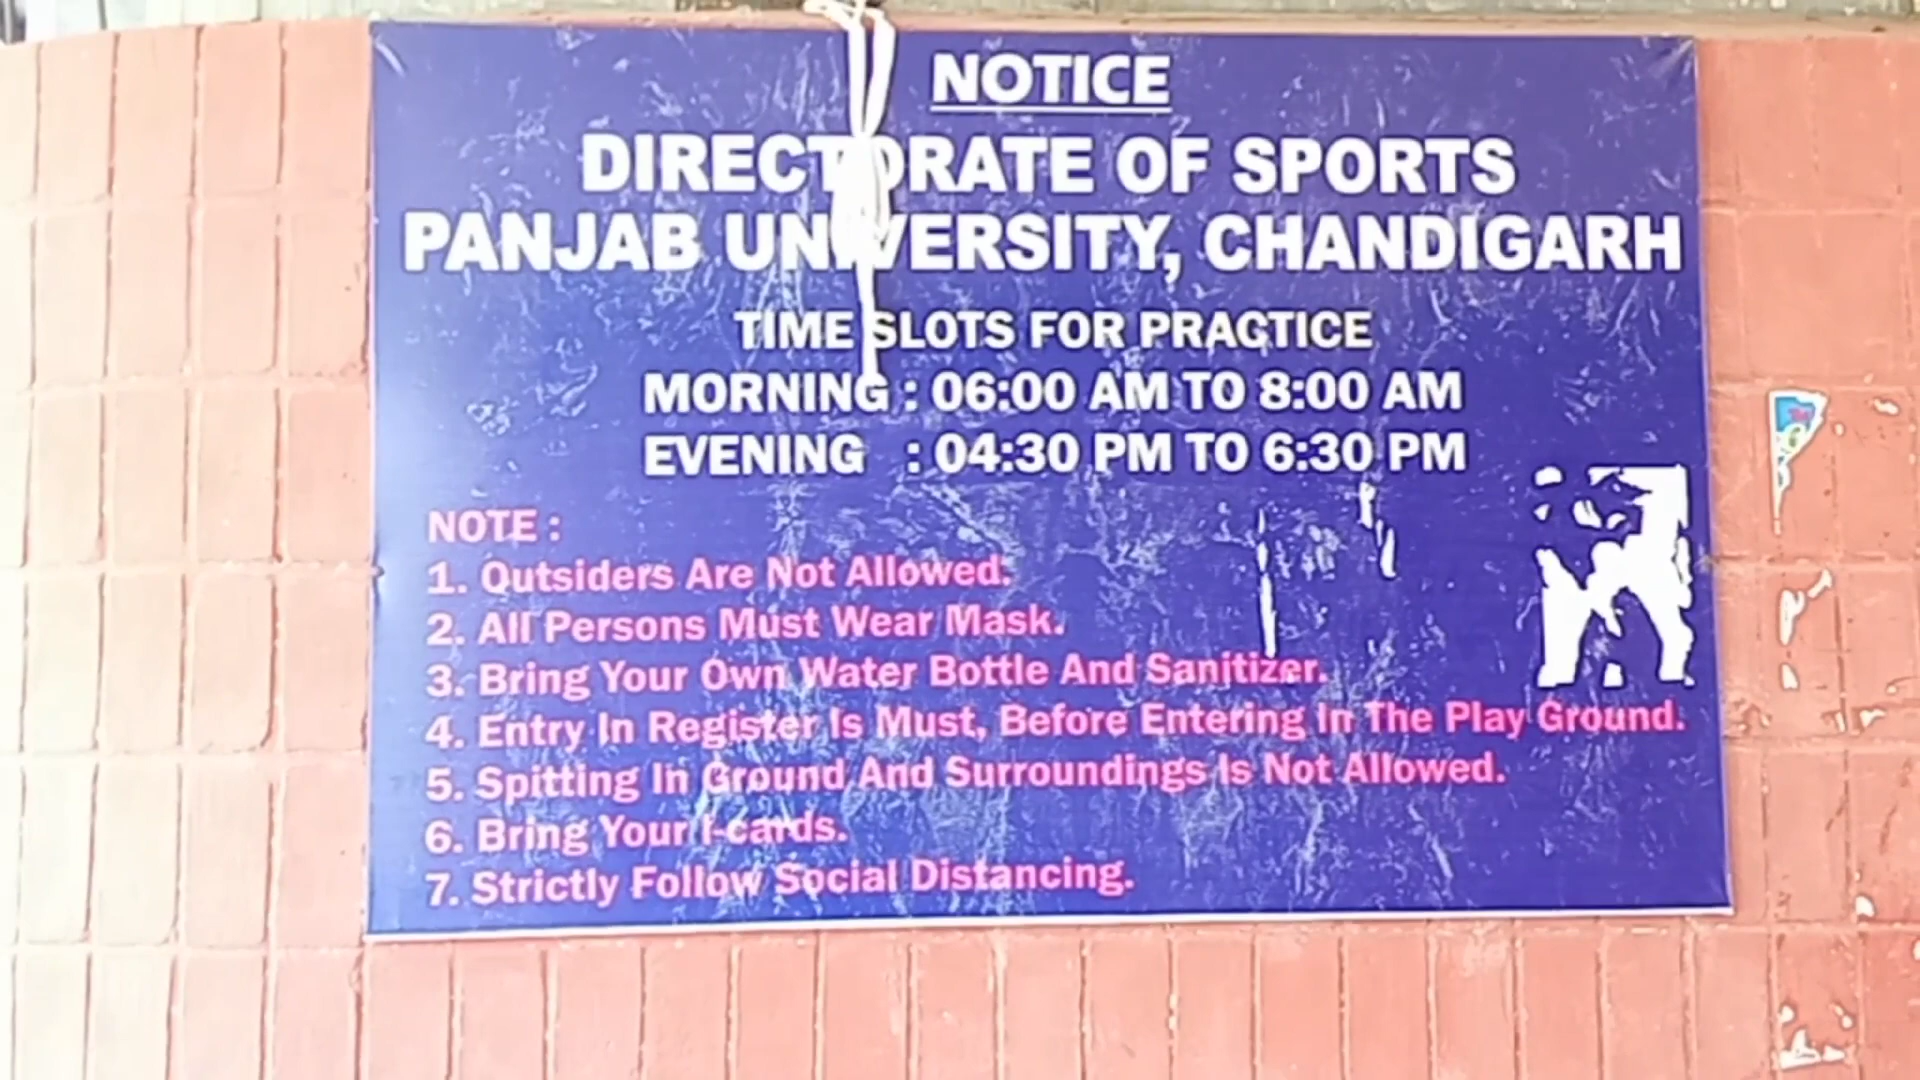 NOTICE
DIRECTORATE OF SPORTS
PANJAB UNIVERSITY, CHANDIGARH
TIME SLOTS FOR PRACTICE
MORNING : 06:00 AM TO 8:00 AM
EVENING : 04:30 PM TO 6:30 PM
NOTE :
1. Outsiders Are Not Allowed.
2. All Persons Must Wear Mask.
3. Bring Your Own Water Bottle And Sanitizer.
4. Entry In Register Is Must, Before Entering In The Play Ground.
5. Spitting In Ground And Surroundings Is Not Allowed.
6. Bring Your I-cards.
7. Strictly Follow Social Distancing.